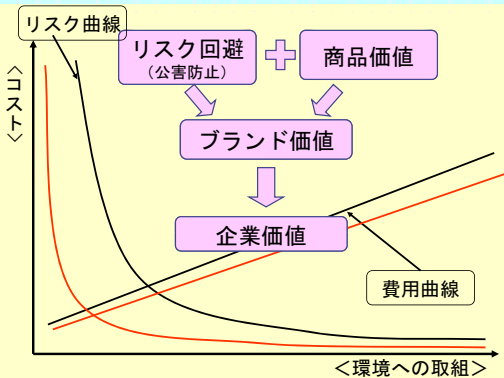 リスク曲線
リスク回避
（公害防止）
商品価値
ブランド価値
企業価値
費用曲線
＜コスト＞
＜環境への取組＞